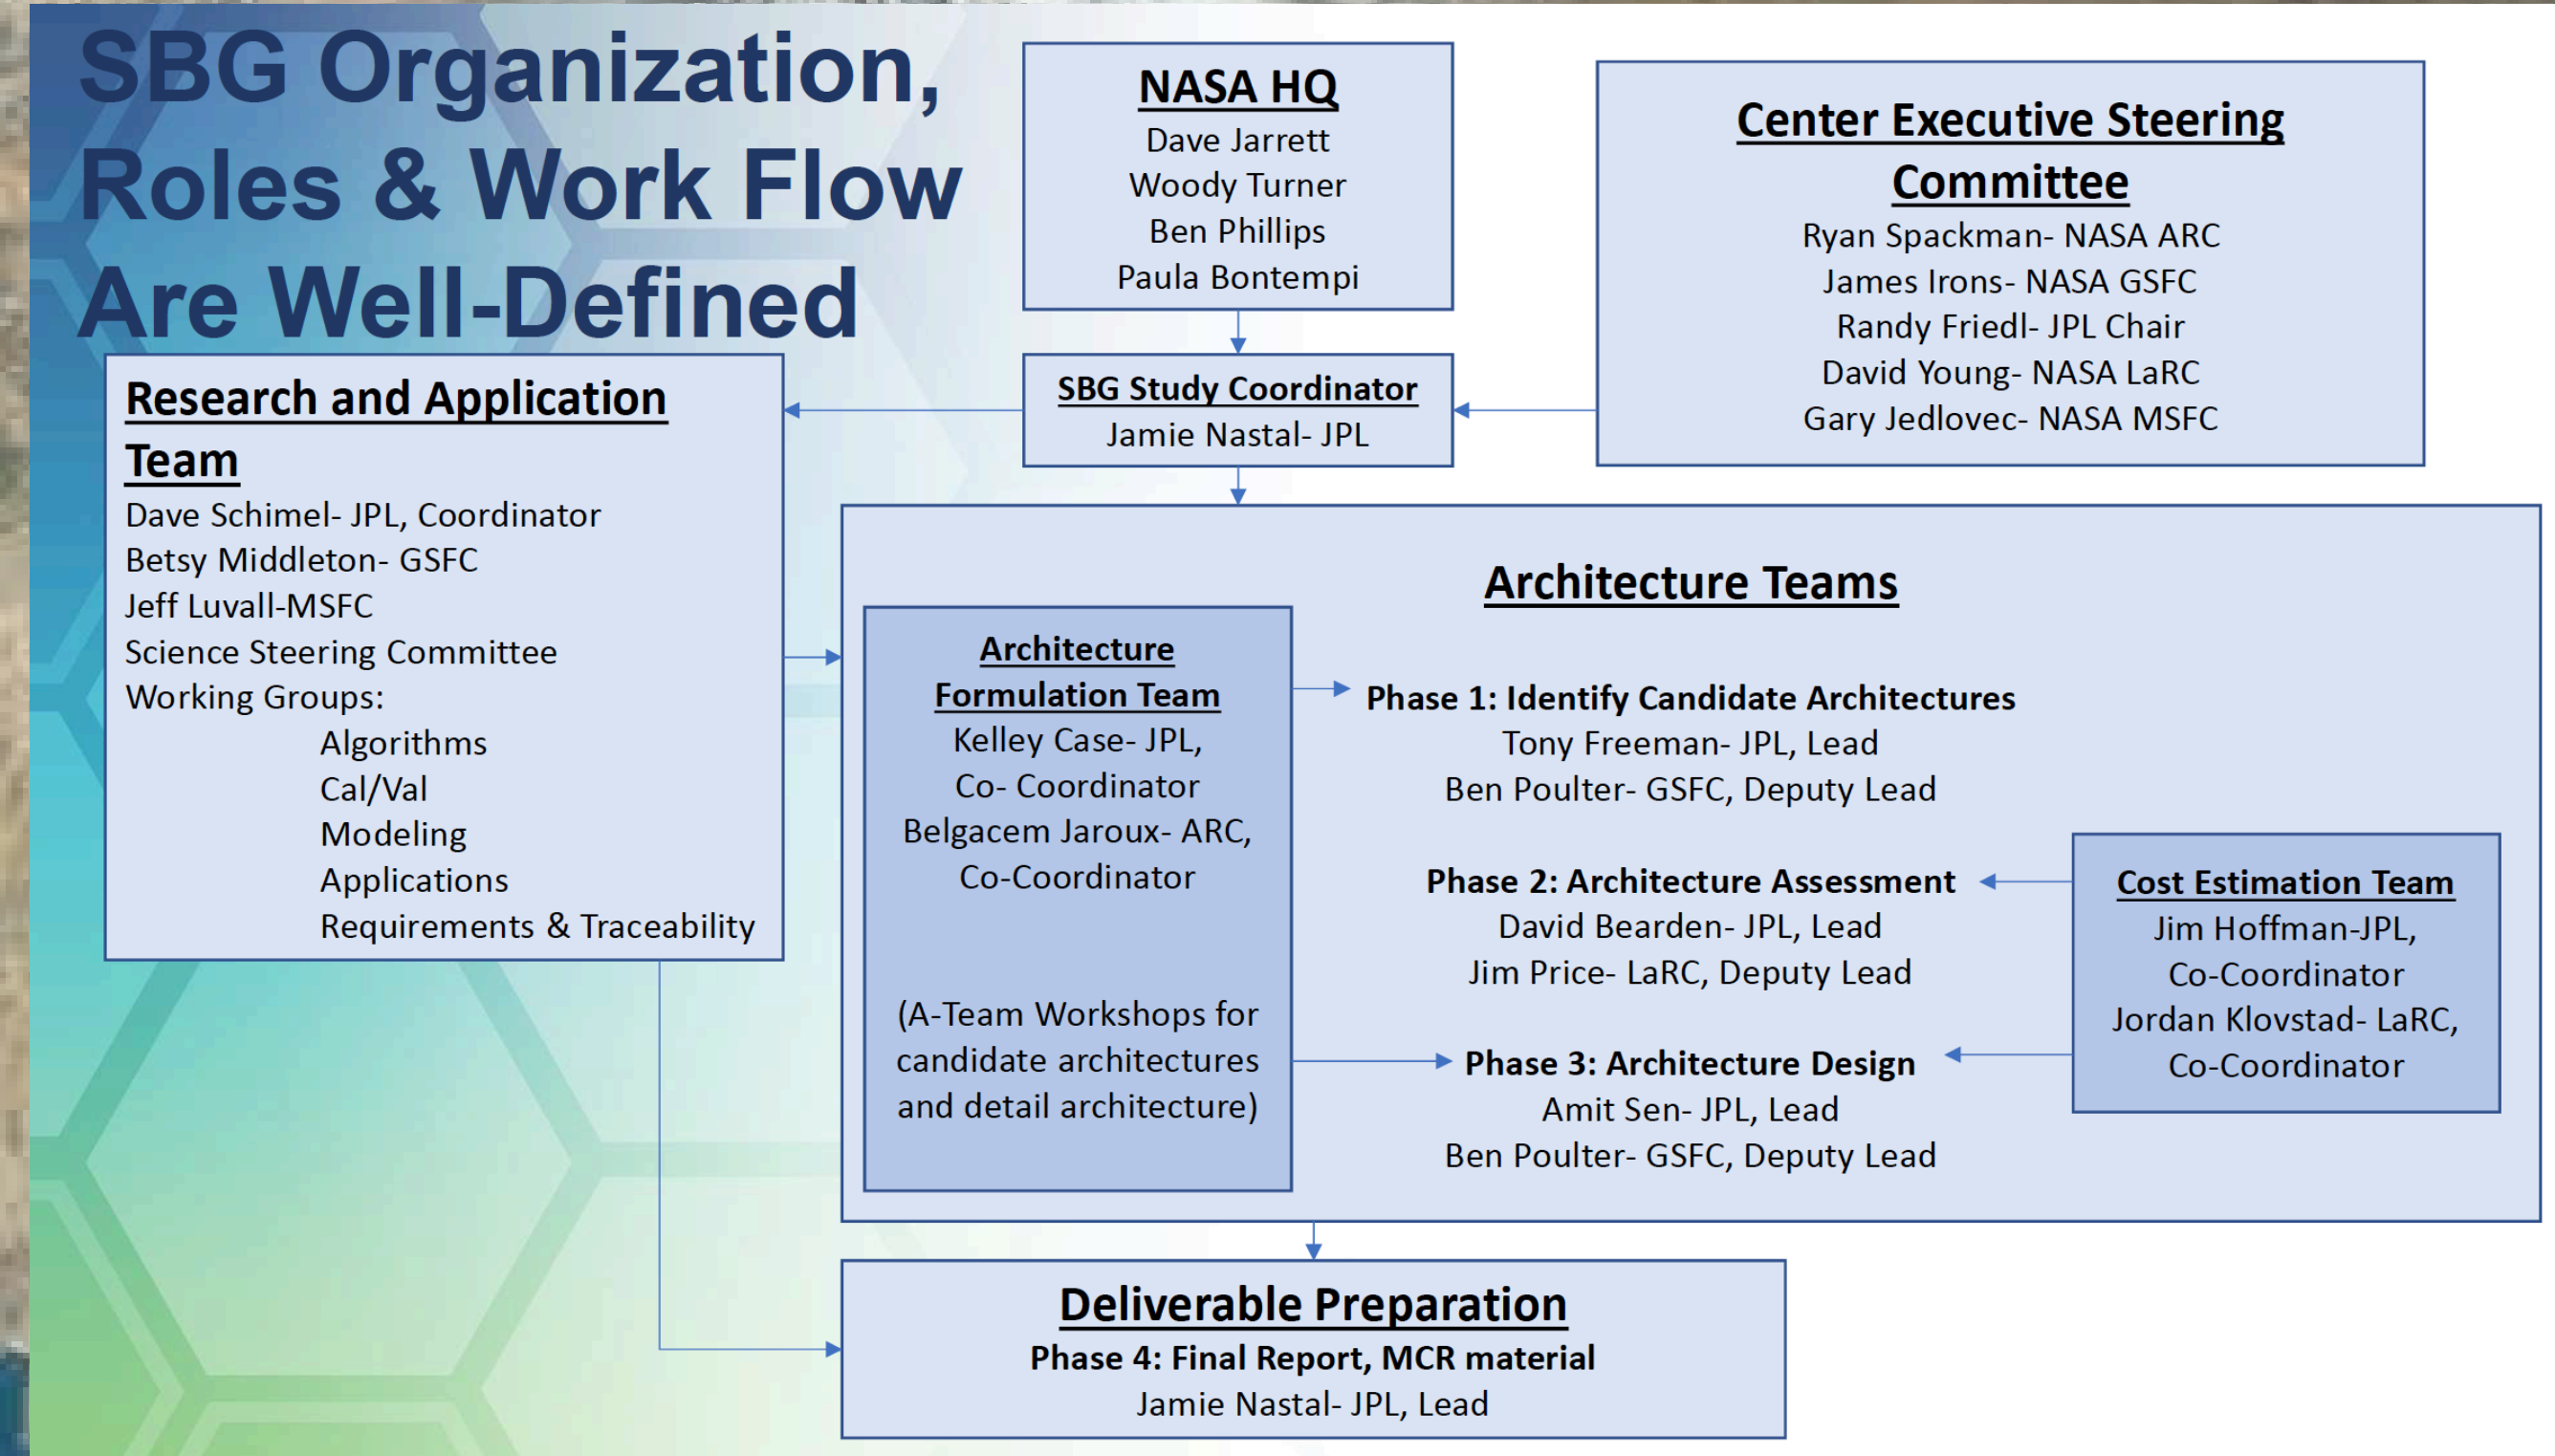 SBG Organization,
Roles & Work Flow
Are Well-Defined
NASA HQ
Dave Jarrett
Woody Turner
Ben Phillips
Paula Bontempi
Center Executive Steering
Committee
Ryan Spackman- NASA ARC
James Irons- NASA GSFC
Randy Friedl- JPL Chair
David Young- NASA LaRC
Gary Jedlovec- NASA MSFC
SBG Study Coordinator
Jamie Nastal- JPL
Research and Application
Team
Dave Schimel- JPL, Coordinator
Betsy Middleton- GSFC
Jeff Luvall-MSFC
Science Steering Committee
Working Groups:
Algorithms
Cal/Val
Modeling
Applications
Requirements & Traceability
Architecture Teams
Architecture
Formulation Team
Kelley Case- JPL,
Co- Coordinator
Belgacem Jaroux- ARC,
Co-Coordinator
(A-Team Workshops for
candidate architectures
and detail architecture)
Phase 1: Identify Candidate Architectures
Tony Freeman- JPL, Lead
Ben Poulter- GSFC, Deputy Lead
Phase 2: Architecture Assessment
David Bearden- JPL, Lead
Jim Price- LaRC, Deputy Lead
Phase 3: Architecture Design
Amit Sen- JPL, Lead
Ben Poulter- GSFC, Deputy Lead
Cost Estimation Team
Jim Hoffman-JPL,
Co-Coordinator
Jordan Klovstad- LaRC,
Co-Coordinator
Deliverable Preparation
Phase 4: Final Report, MCR material
Jamie Nastal- JPL, Lead